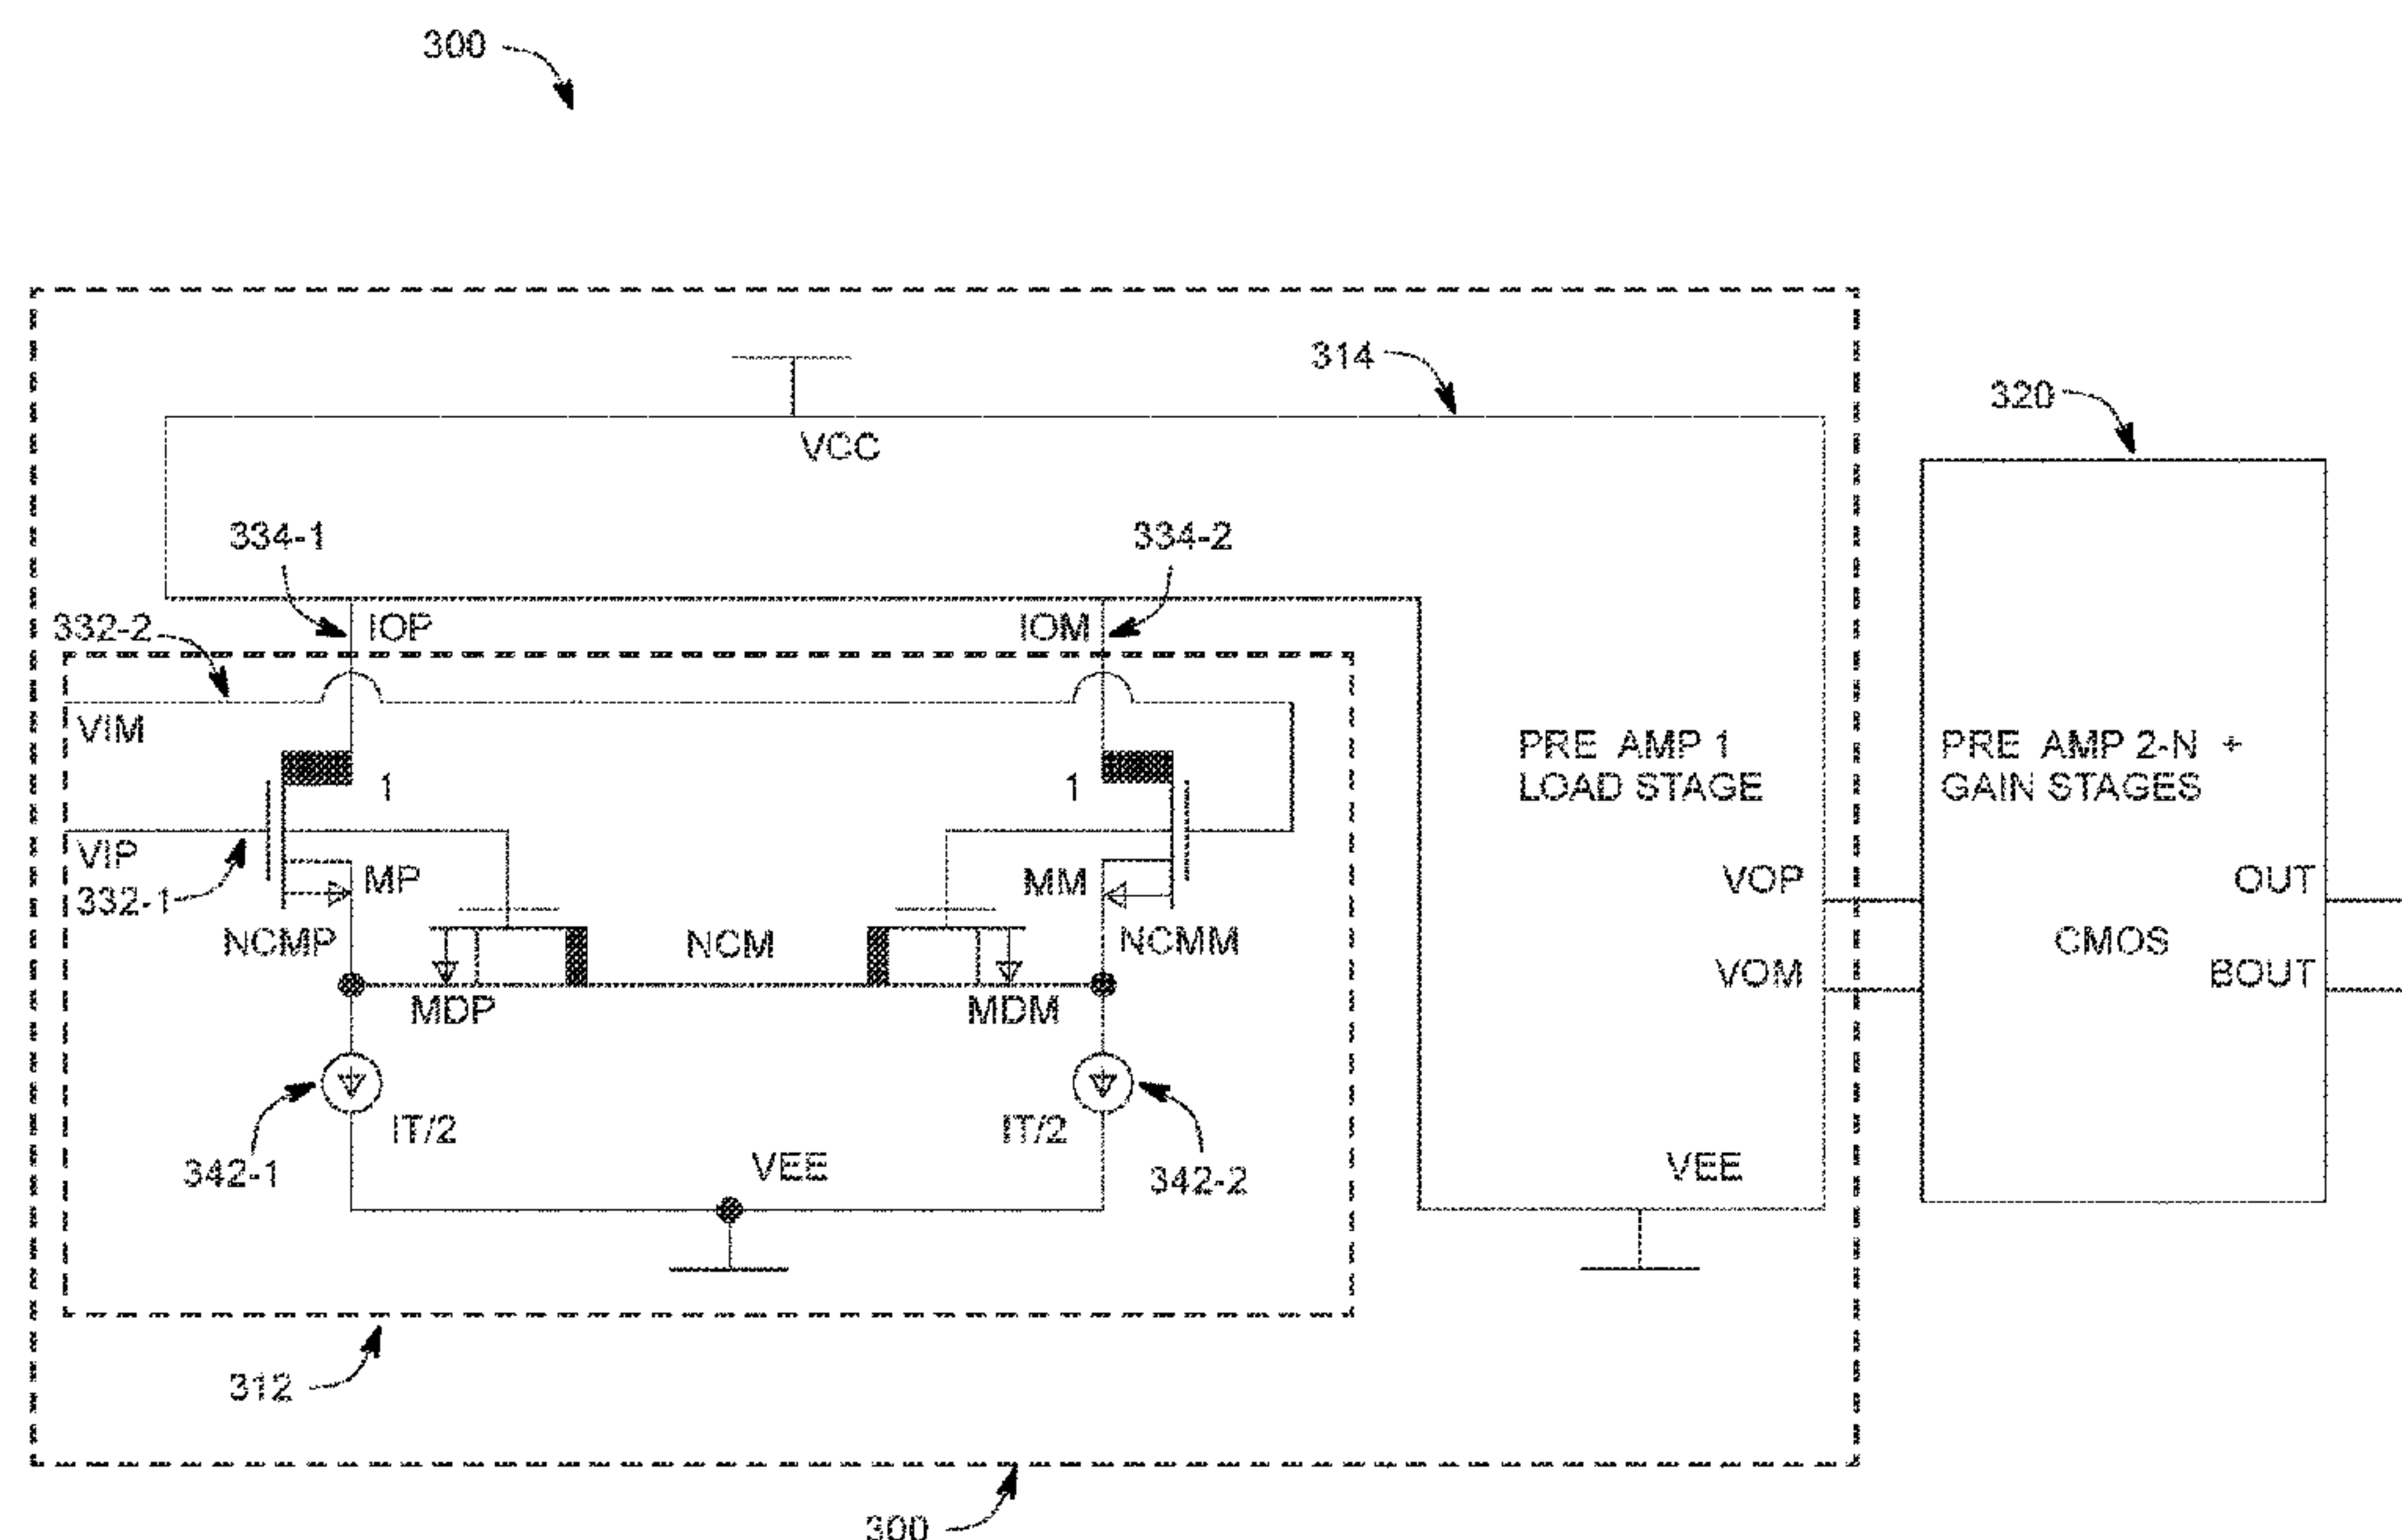 300
314
320
VCC
334-1
334-2
332-2
IOP
IOM
VIM
1
1
PRE AMP 1
LOAD STAGE
PRE AMP 2-N +
GAIN STAGES
VIP
332-1
MP
MM
VOP
OUT
NCMP
NCM
NCMM
CMOS
VOM
BOUT
MDP
MDM
IT/2
IT/2
342-1
VEE
342-2
VEE
312
300